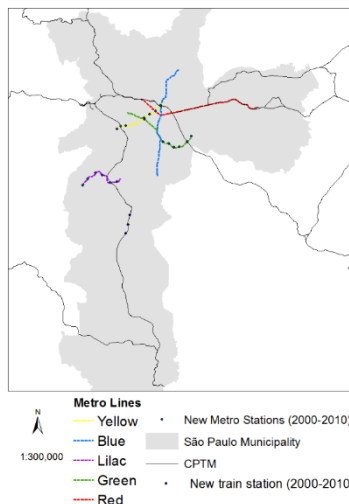 Metro Lines
Yellow
Blue
Lilac
Green
Red
N
1:300,000
New Metro Stations (2000-2010)
São Paulo Municipality
CPTM
New train station (2000-2010)